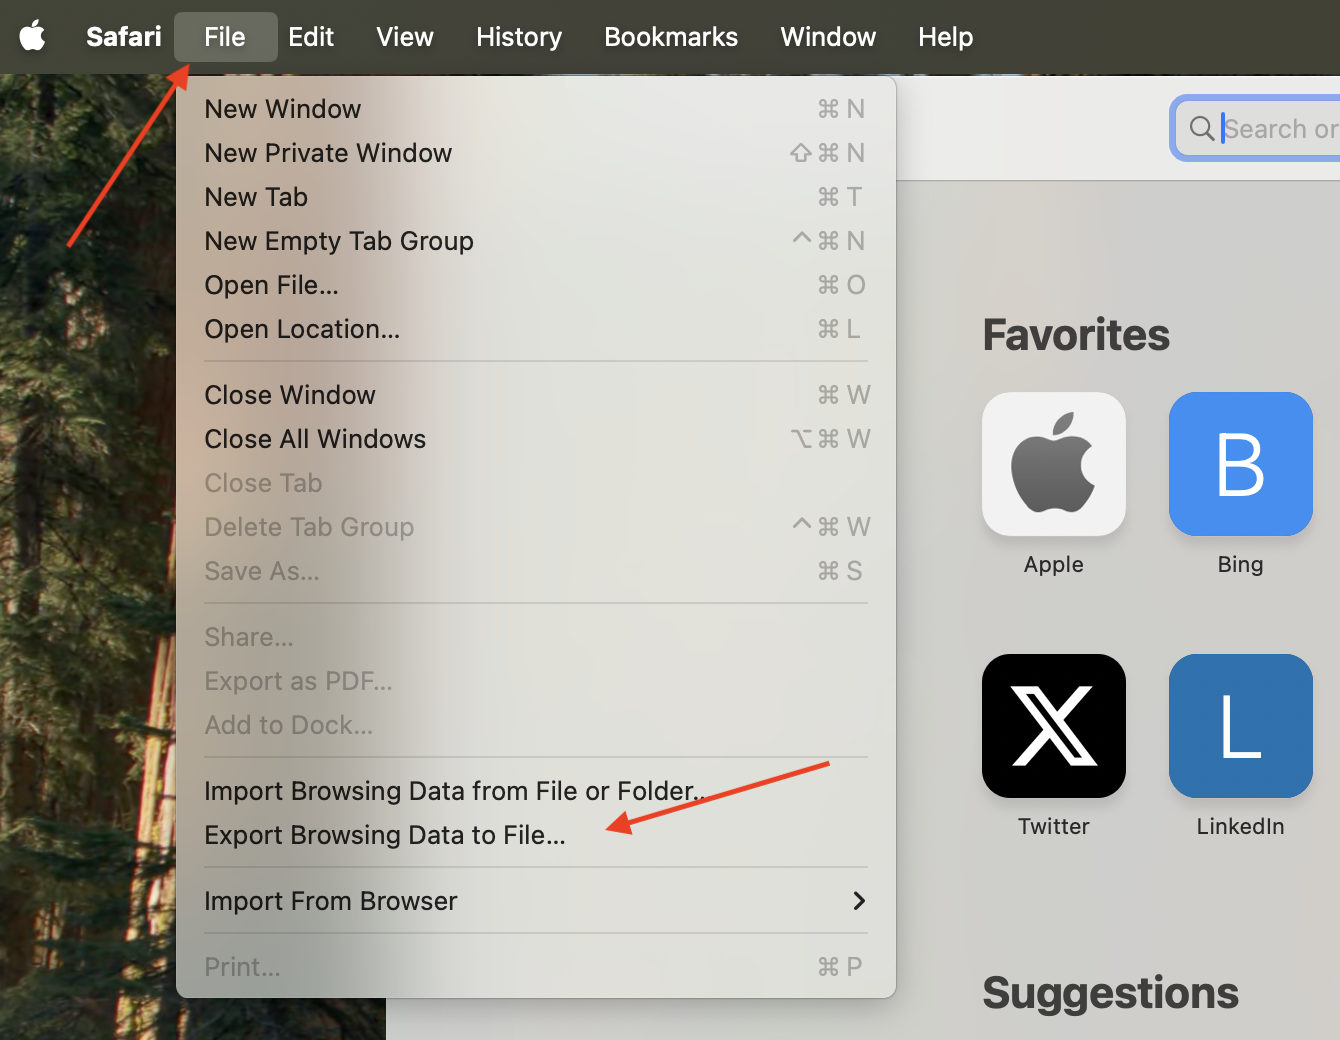 Safari File Edit View History Bookmarks Window Help
New Window ⌘ N
New Private Window ⇧ ⌘ N
New Tab ⌘ T
New Empty Tab Group ^ ⌘ N
Open File... ⌘ O
Open Location... ⌘ L
Close Window ⌘ W
Close All Windows ⌥ ⌘ W
Close Tab
Delete Tab Group ^ ⌘ W
Save As... ⌘ S
Share...
Export as PDF...
Add to Dock...
Import Browsing Data from File or Folder...
Export Browsing Data to File...
Import From Browser
Print... ⌘ P
Search or
Favorites
B
Apple
Bing
X
L
Twitter
LinkedIn
Suggestions